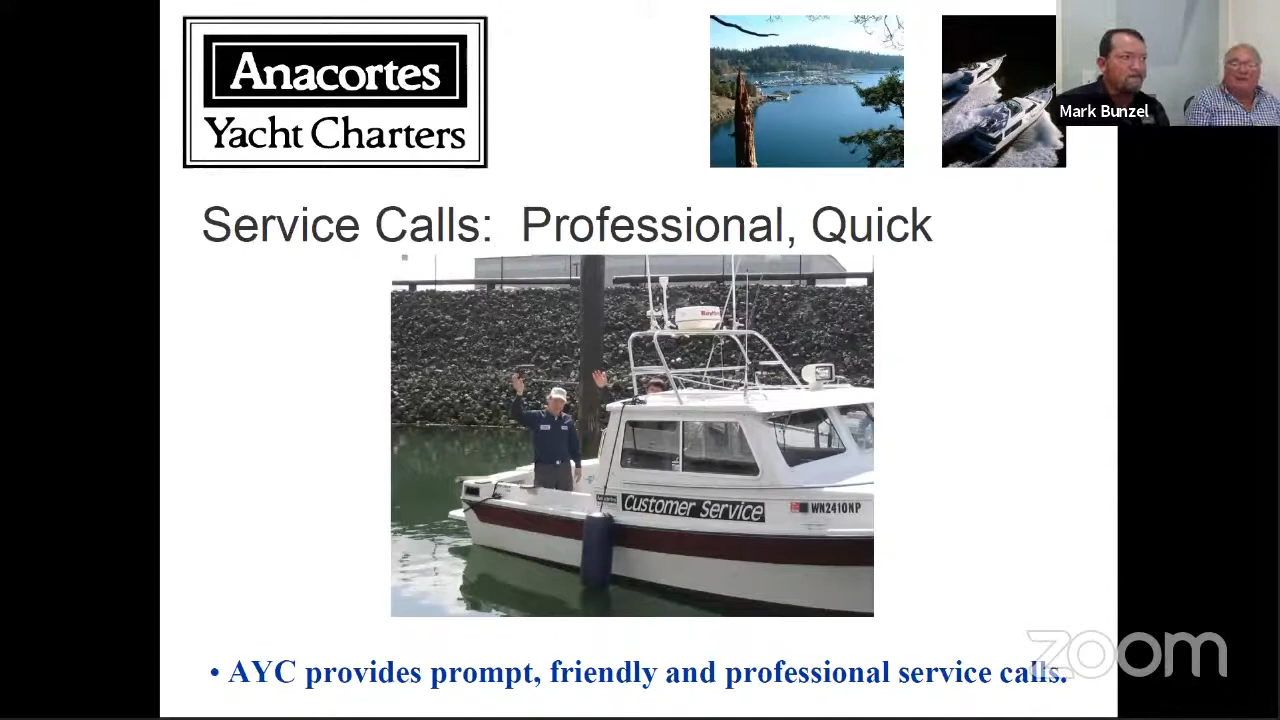 Anacortes
Yacht Charters
Mark Bunzel
Service Calls: Professional, Quick
Customer Service
WN2410NP
• AYC provides prompt, friendly and professional service calls.
zoom